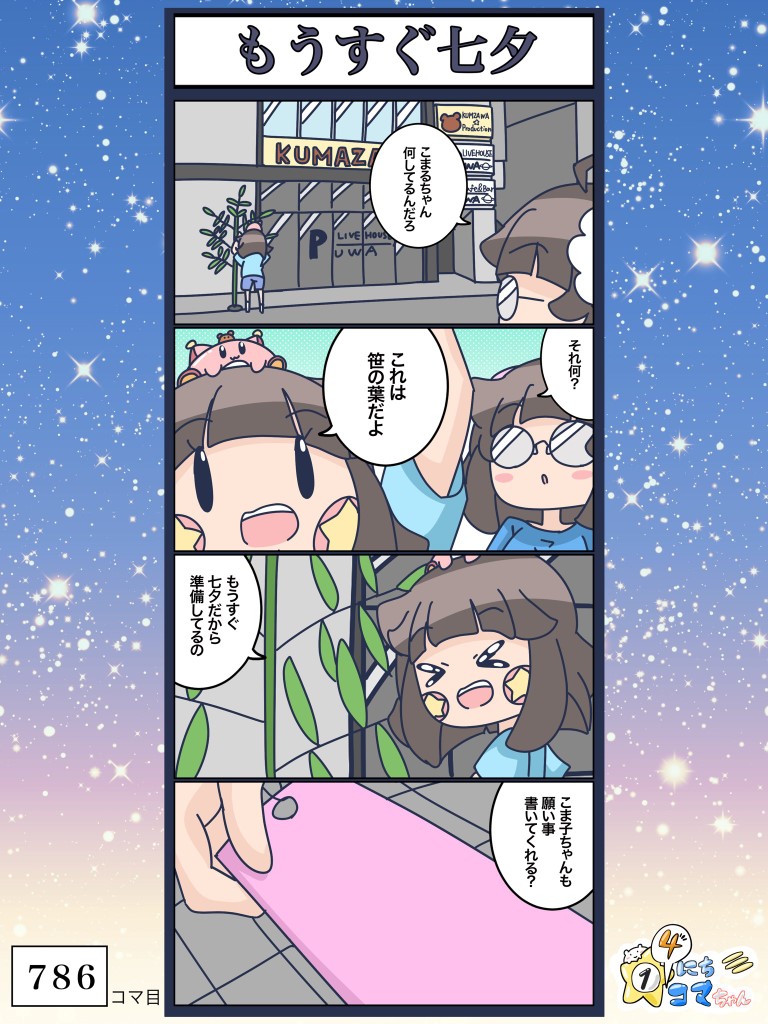 もうすぐ七夕
KUMAZA
KUMIZAWA
Production
LIVEHOUSE
Cafe&Bar
P LIVE HOUSE
UWA
こまるちゃん
何してるんだろ
それ何?
これは
笹の葉だよ
もうすぐ
七夕だから
準備してるの
こま子ちゃんも
願い事
書いてくれる?
786
コマ目
1
にち
4
コマ
ちゃん